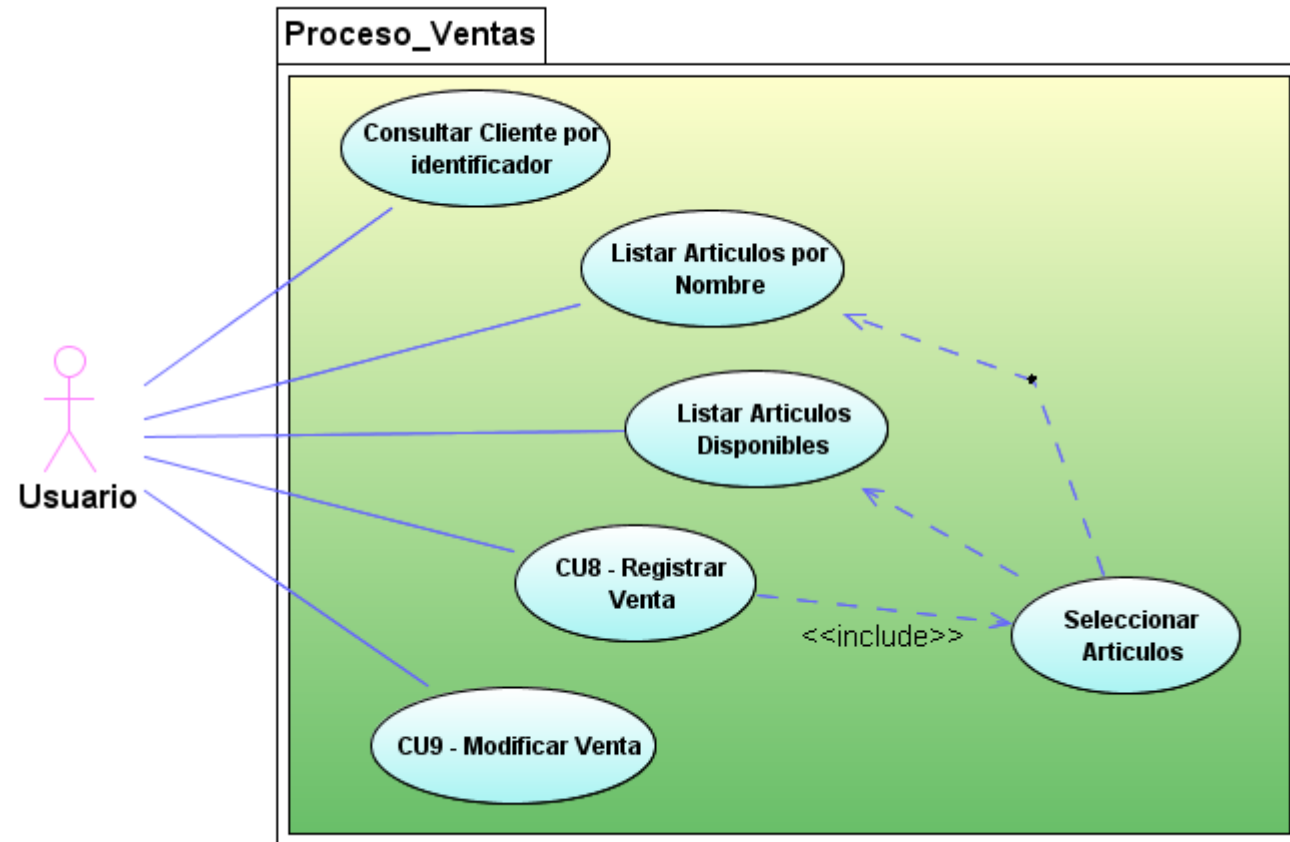 Proceso_Ventas
Consultar Cliente por
identificador
Listar Articulos por
Nombre
Listar Articulos
Disponibles
Usuario
CU8 - Registrar
Venta
<<include>>
Seleccionar
Articulos
CU9 - Modificar Venta